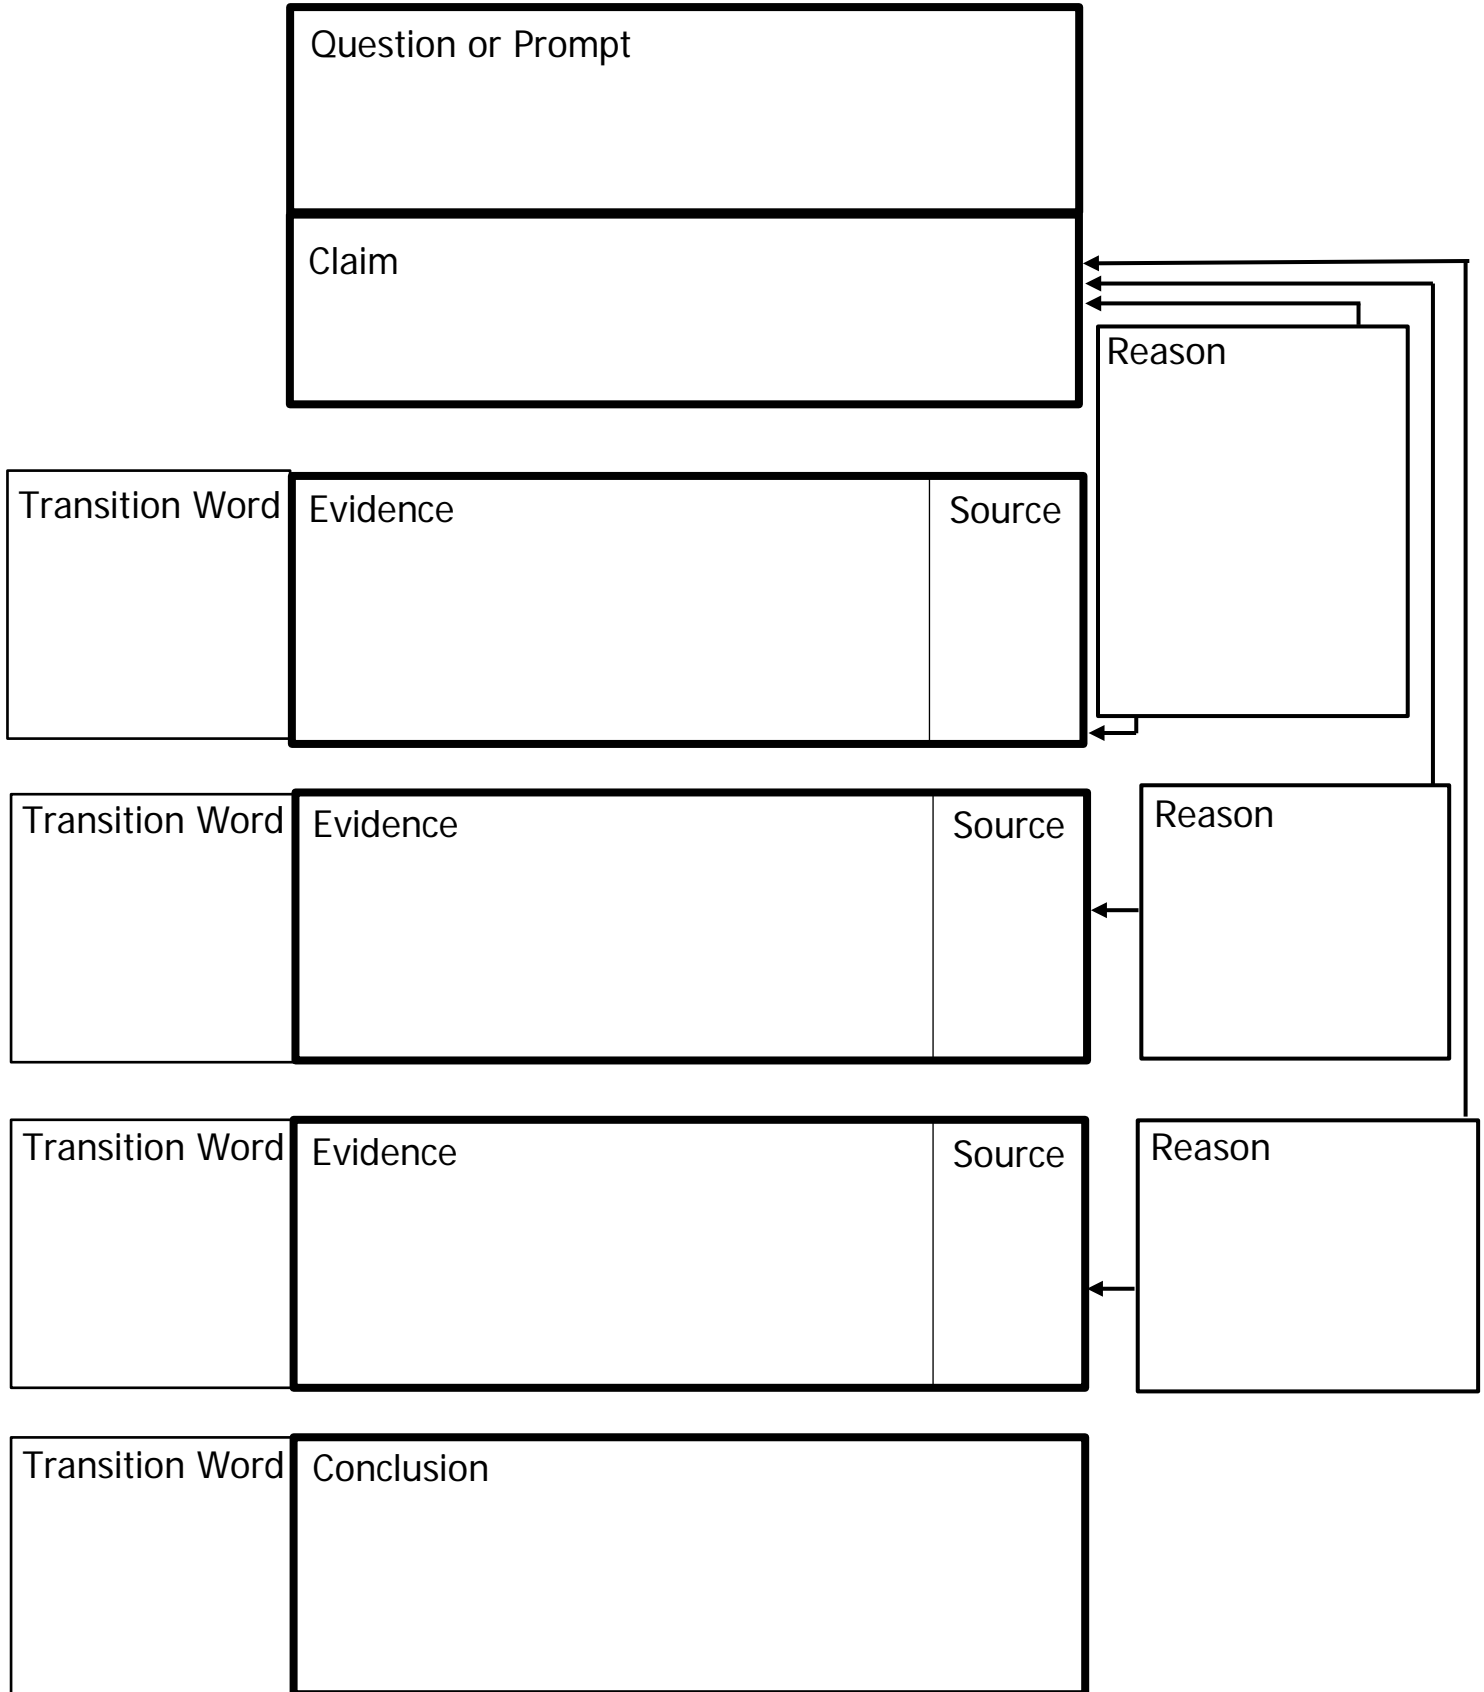 Question or Prompt
Claim
Reason
Transition Word
Evidence
Source
Transition Word
Evidence
Source
Reason
Transition Word
Evidence
Source
Reason
Transition Word
Conclusion